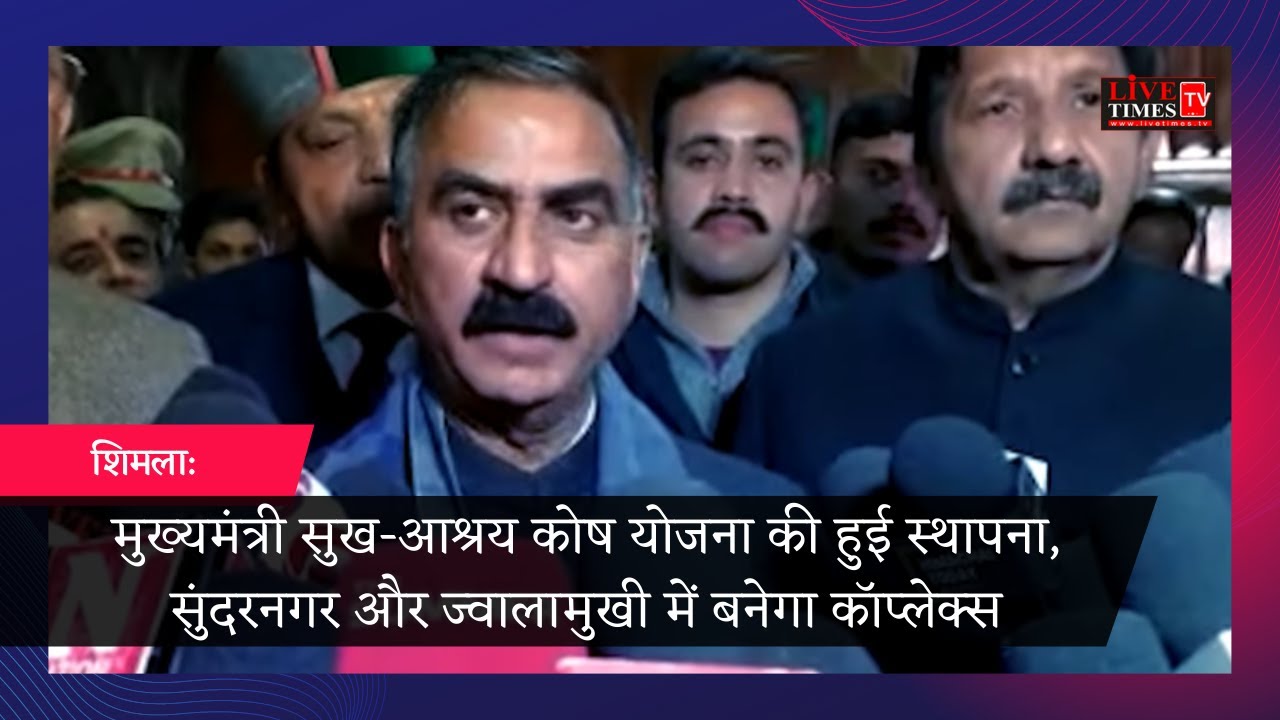 LIVE
TIMES TV
www.livetimes.tv
शिमलाः
मुख्यमंत्री सुख-आश्रय कोष योजना की हुई स्थापना,
सुंदरनगर और ज्वालामुखी में बनेगा कॉप्लेक्स
N